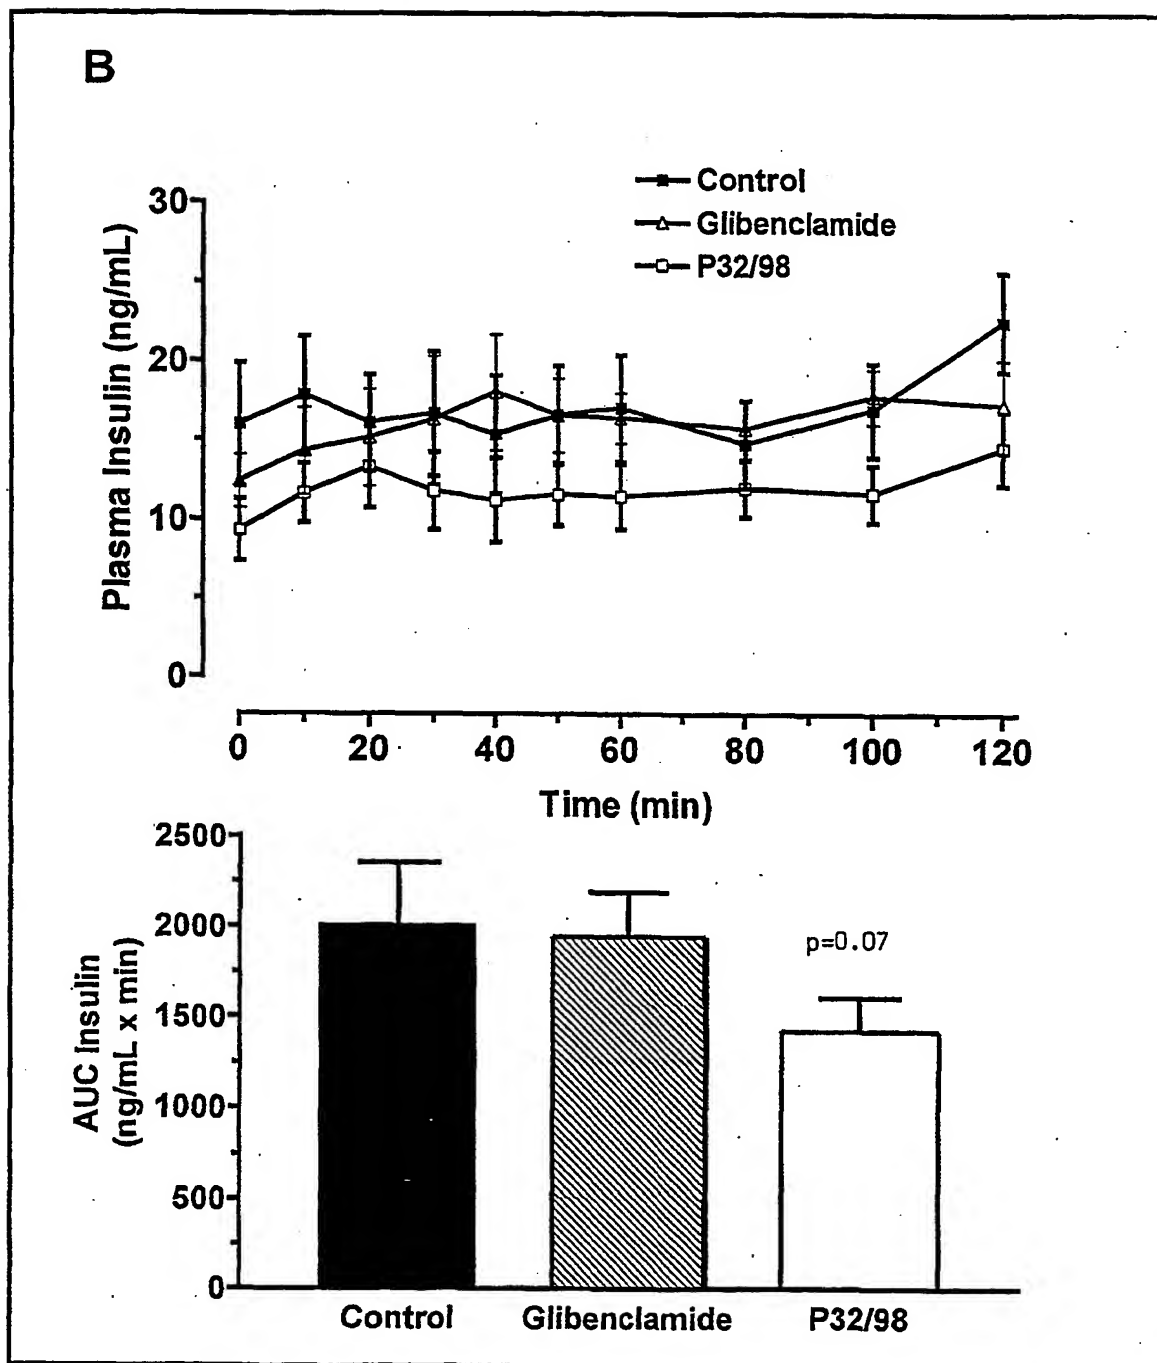 B
Control
Glibenclamide
P32/98
30
20
10
0
Plasma Insulin (ng/mL)
0 20 40 60 80 100 120
Time (min)
2500
2000
1500
1000
500
0
AUC Insulin
(ng/mL x min)
p=0.07
Control Glibenclamide P32/98